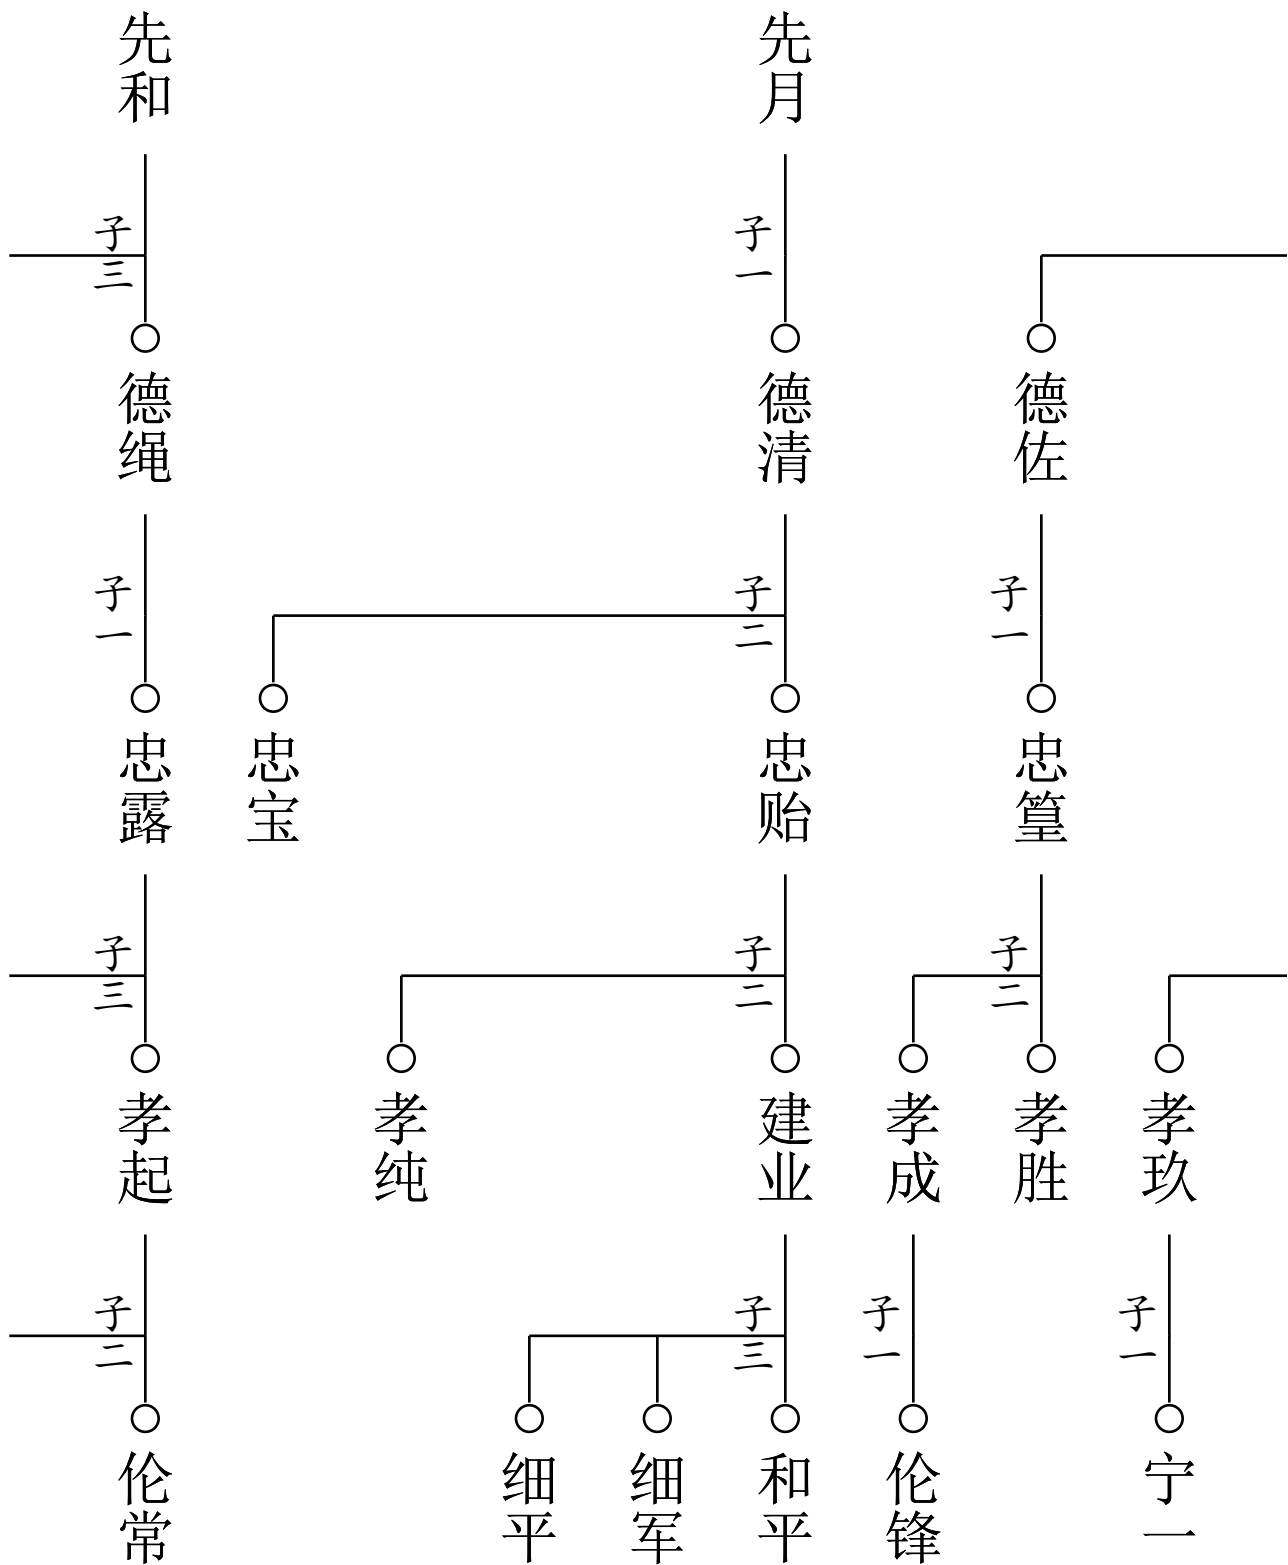 先和
先月
子三
子一
德绳
德清
德佐
子一
子二
子一
忠露
忠宝
忠贻
忠篁
子三
子二
子二
孝起
孝纯
建业
孝成
孝胜
孝玖
子二
子三
子一
子一
伦常
细平
细军
和平
伦锋
宁一